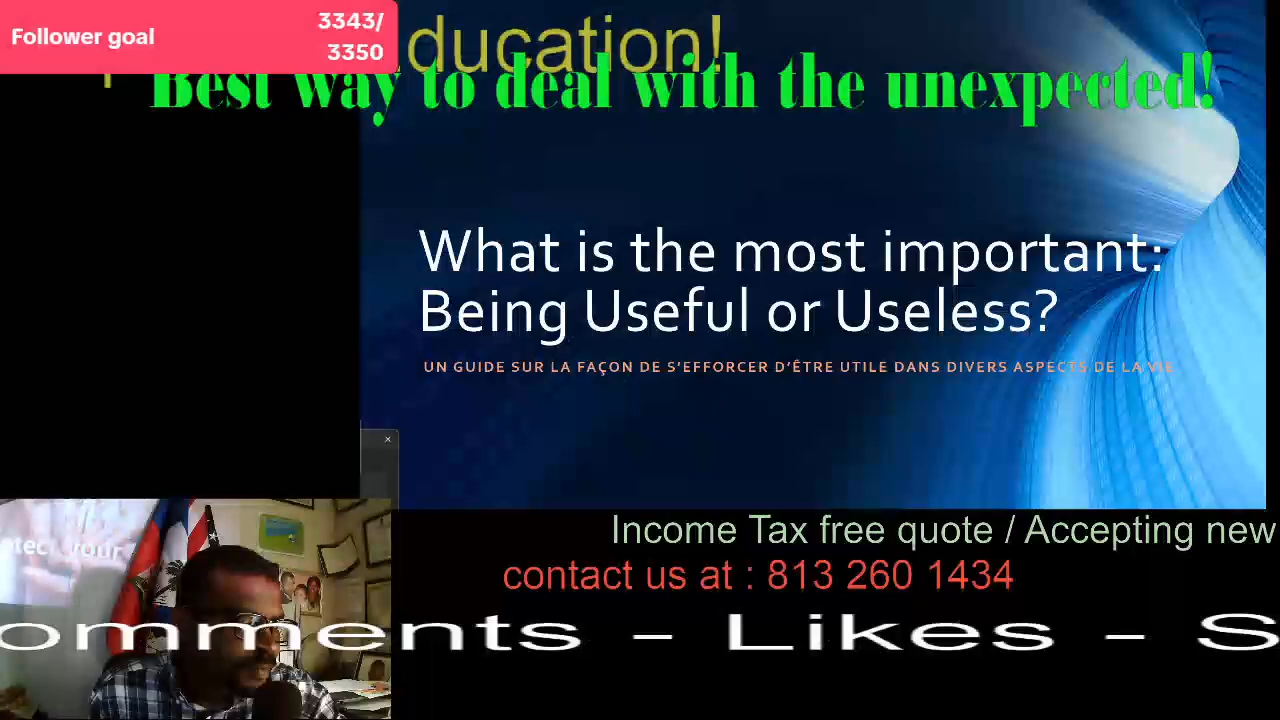 Follower goal
3343/
3350
ducation!
Best way to deal with the unexpected!
What is the most important:
Being Useful or Useless?
UN GUIDE SUR LA FAÇON DE S'EFFORCER D'ÊTRE UTILE DANS DIVERS ASPECTS DE LA VIE
your
Income Tax free quote / Accepting new
contact us at : 813 260 1434
omments - Likes - S